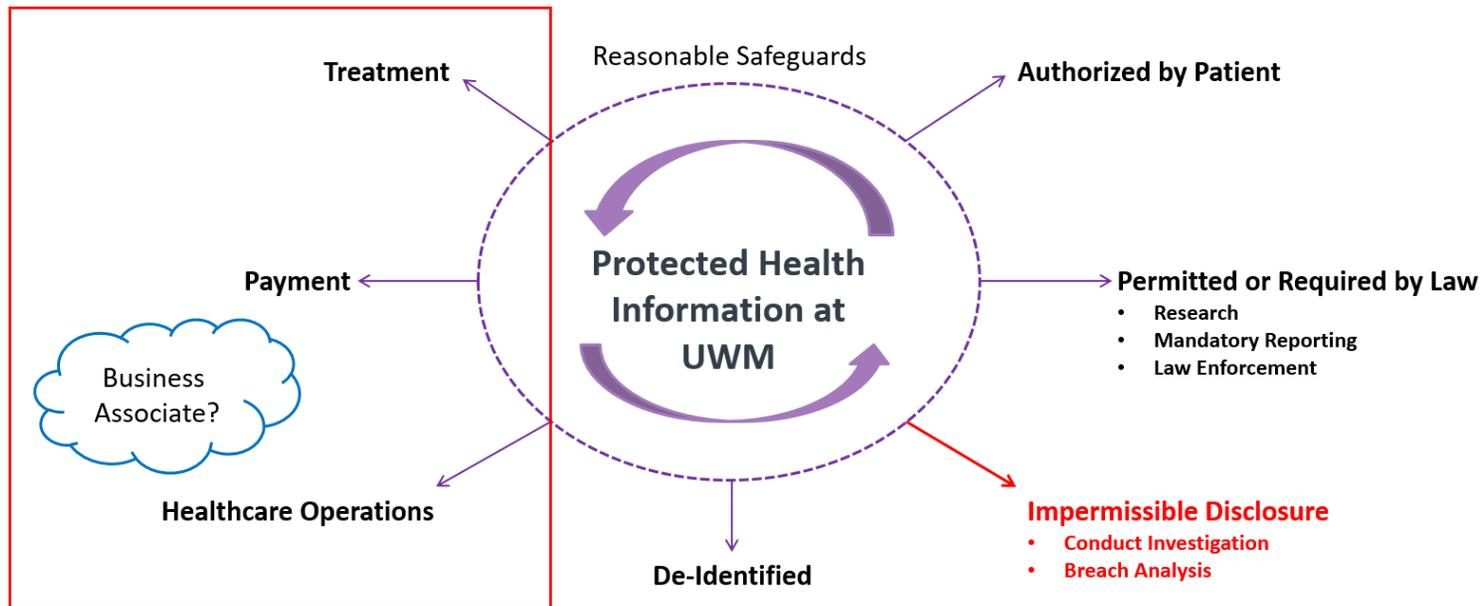 Reasonable Safeguards
Treatment
Authorized by Patient
Protected Health
Information at
UWM
Payment
Permitted or Required by Law
• Research
• Mandatory Reporting
• Law Enforcement
Business
Associate?
Healthcare Operations
Impermissible Disclosure
• Conduct Investigation
• Breach Analysis
De-Identified